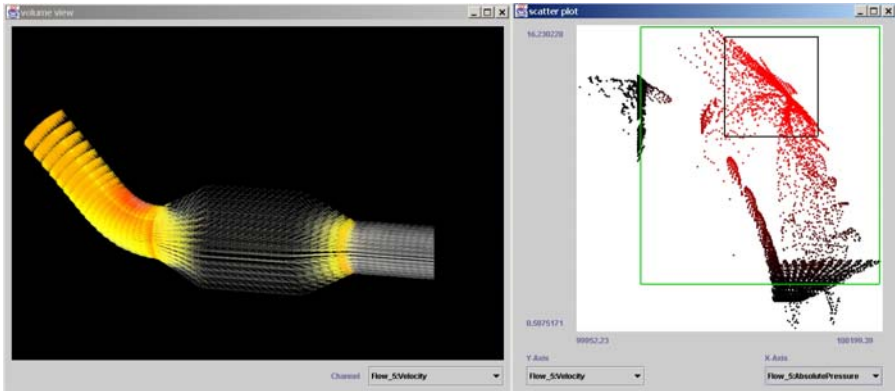 volume view
Channel Flow_5:Velocity
scatter plot
16.230228
0.5875171
99952.23 100199.39
Y-Axis X-Axis
Flow_5:Velocity Flow_5:AbsolutePressure